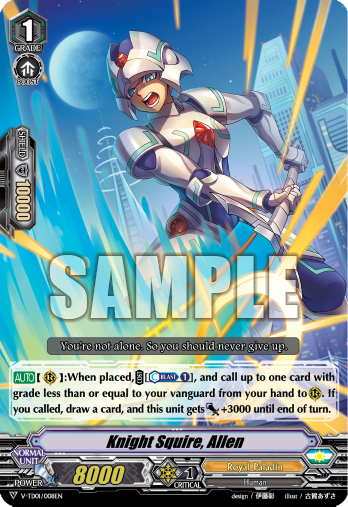 1
GRADE
BOOST
SHIELD
10000
SAMPLE
You're not alone. So you should never give up.
AUTO【 RC 】:When placed, [BLAST 1], and call up to one card with
grade less than or equal to your vanguard from your hand to RC. If
you called, draw a card, and this unit gets +3000 until end of turn.
Knight Squire, Allen
NORMAL
UNIT
POWER
8000
1
CRITICAL
Royal Paladin
Human
V-TD01/008EN
design / 伊藤彰
illust / 古賀あずさ